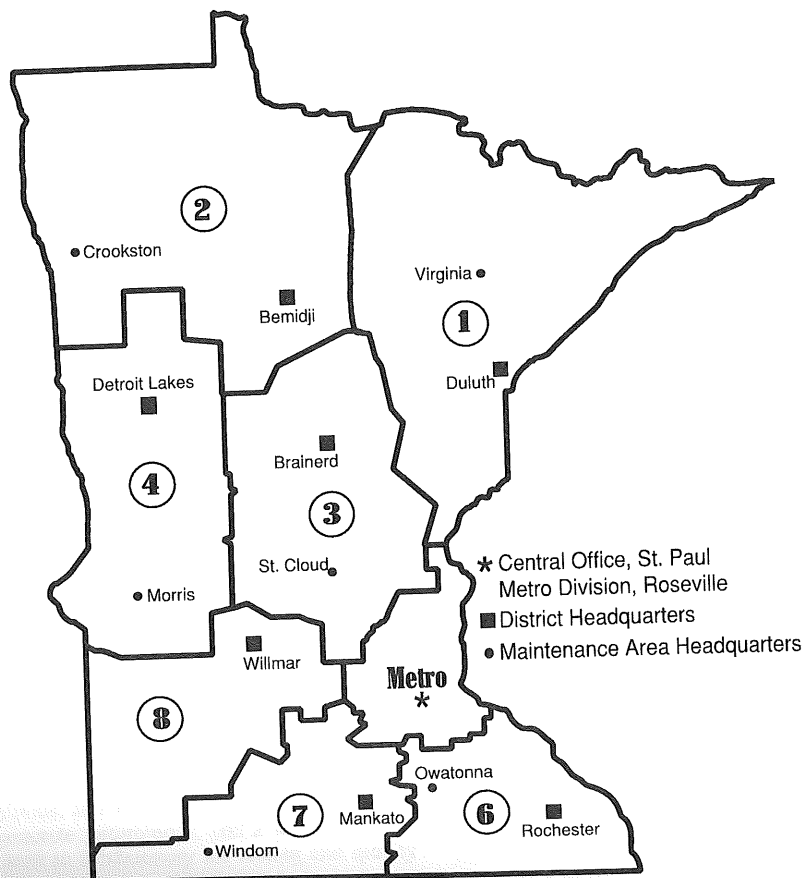 2
Crookston
Bemidji
Virginia
1
Duluth
Detroit Lakes
4
Morris
Brainerd
3
St. Cloud
* Central Office, St. Paul
Metro Division, Roseville
■ District Headquarters
● Maintenance Area Headquarters
Willmar
8
Metro
*
7
Mankato
Windom
Owatonna
6
Rochester